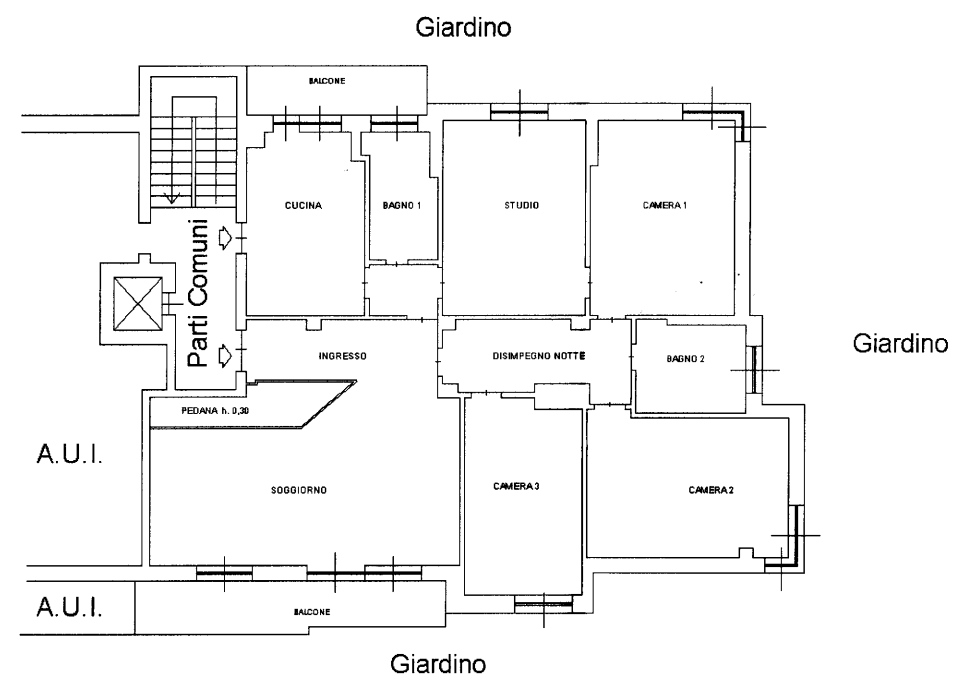 Giardino
BALCONE
CUCINA
BAGNO 1
STUDIO
CAMERA 1
Parti Comuni
INGRESSO
DISIMPEGNO NOTTE
BAGNO 2
Giardino
PEDANA h. 0,30
A.U.I.
SOGGIORNO
CAMERA 3
CAMERA 2
A.U.I.
BALCONE
Giardino